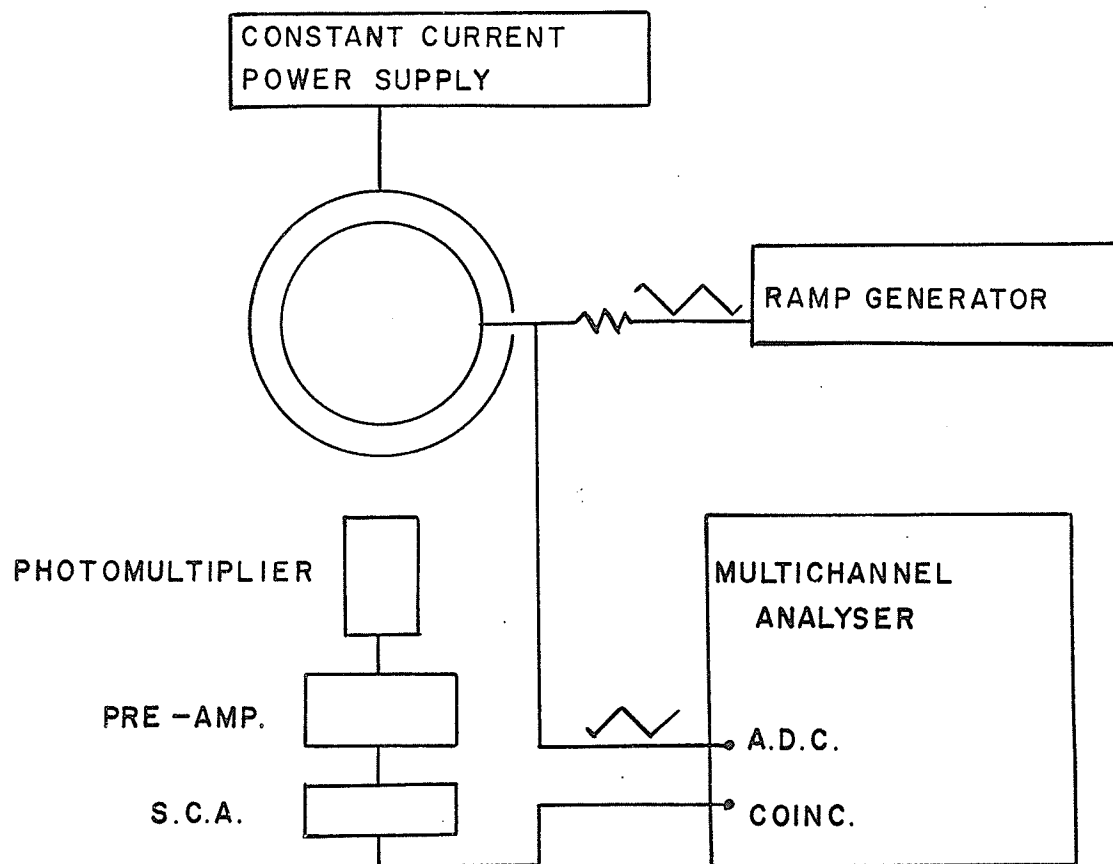 CONSTANT CURRENT
POWER SUPPLY
RAMP GENERATOR
PHOTOMULTIPLIER
MULTICHANNEL
ANALYSER
PRE-AMP.
A.D.C.
S.C.A.
COINC.